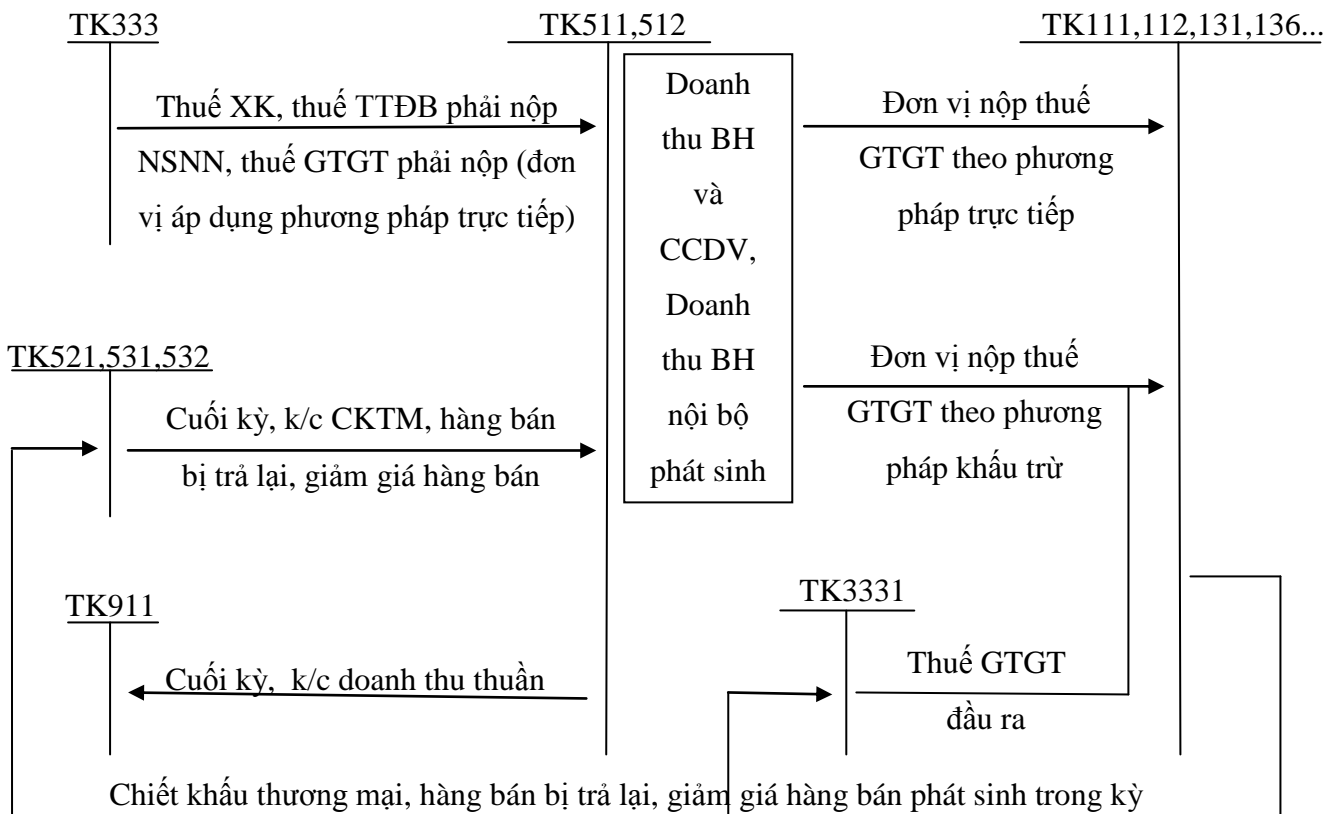 TK333
TK511,512
TK111,112,131,136...
Thuế XK, thuế TTĐB phải nộp
NSNN, thuế GTGT phải nộp (đơn
vị áp dụng phương pháp trực tiếp)
Doanh
thu BH
và
CCDV,
Doanh
thu BH
nội bộ
phát sinh
Đơn vị nộp thuế
GTGT theo phương
pháp trực tiếp
TK521,531,532
Cuối kỳ, k/c CKTM, hàng bán
bị trả lại, giảm giá hàng bán
Đơn vị nộp thuế
GTGT theo phương
pháp khấu trừ
TK911
Cuối kỳ, k/c doanh thu thuần
TK3331
Thuế GTGT
đầu ra
Chiết khấu thương mại, hàng bán bị trả lại, giảm giá hàng bán phát sinh trong kỳ